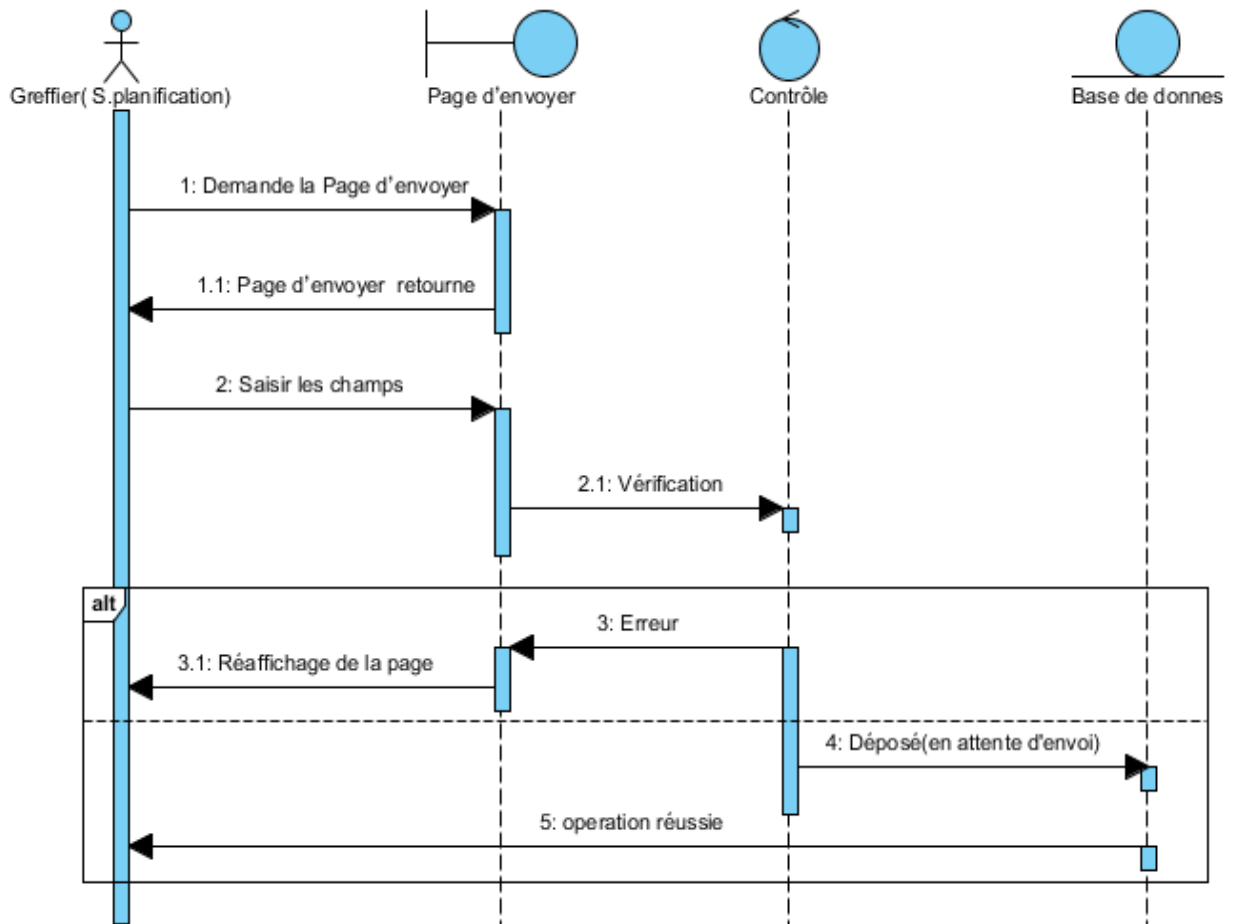 Greffier( S.planification)
Page d'envoyer
Contrôle
Base de donnes
1: Demande la Page d'envoyer
1.1: Page d'envoyer retourne
2: Saisir les champs
2.1: Vérification
alt
3: Erreur
3.1: Réaffichage de la page
4: Déposé(en attente d'envoi)
5: operation réussie